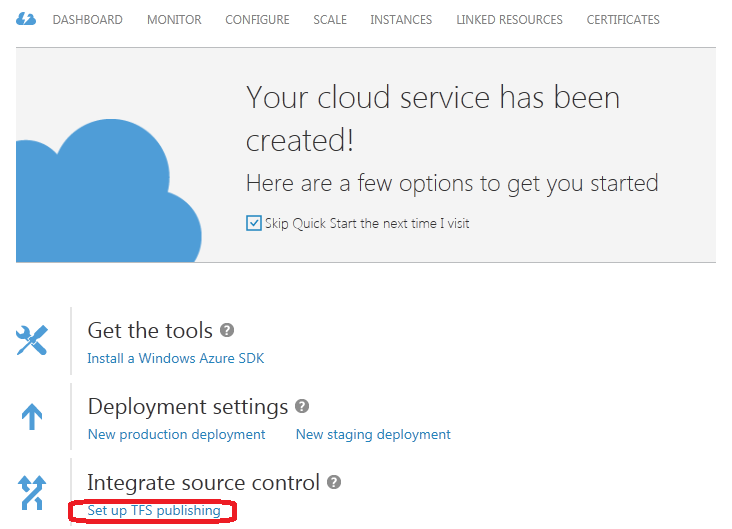 DASHBOARD MONITOR CONFIGURE SCALE INSTANCES LINKED RESOURCES CERTIFICATES
Your cloud service has been
created!
Here are a few options to get you started
Skip Quick Start the next time I visit
Get the tools ?
Install a Windows Azure SDK
Deployment settings ?
New production deployment New staging deployment
Integrate source control ?
Set up TFS publishing